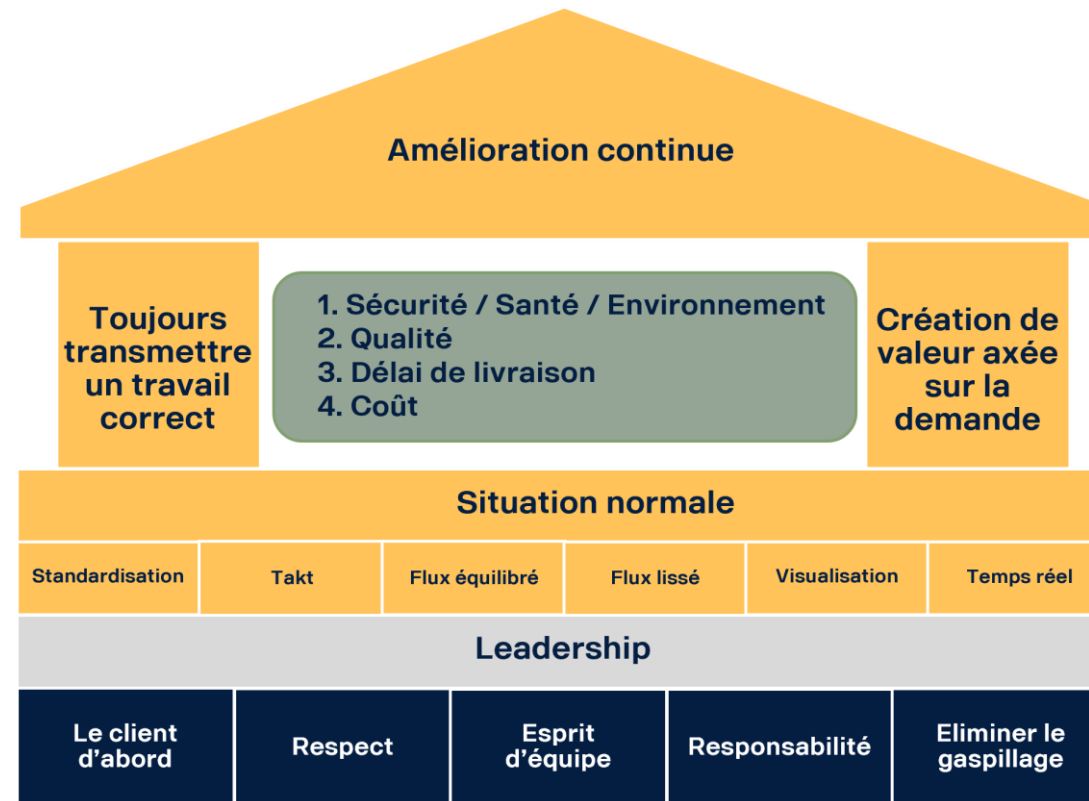 Amélioration continue
Toujours
transmettre
un travail
correct
1. Sécurité / Santé / Environnement
2. Qualité
3. Délai de livraison
4. Coût
Création de
valeur axée
sur la
demande
Situation normale
Standardisation
Takt
Flux équilibré
Flux lissé
Visualisation
Temps réel
Leadership
Le client
d'abord
Respect
Esprit
d'équipe
Responsabilité
Eliminer le
gaspillage